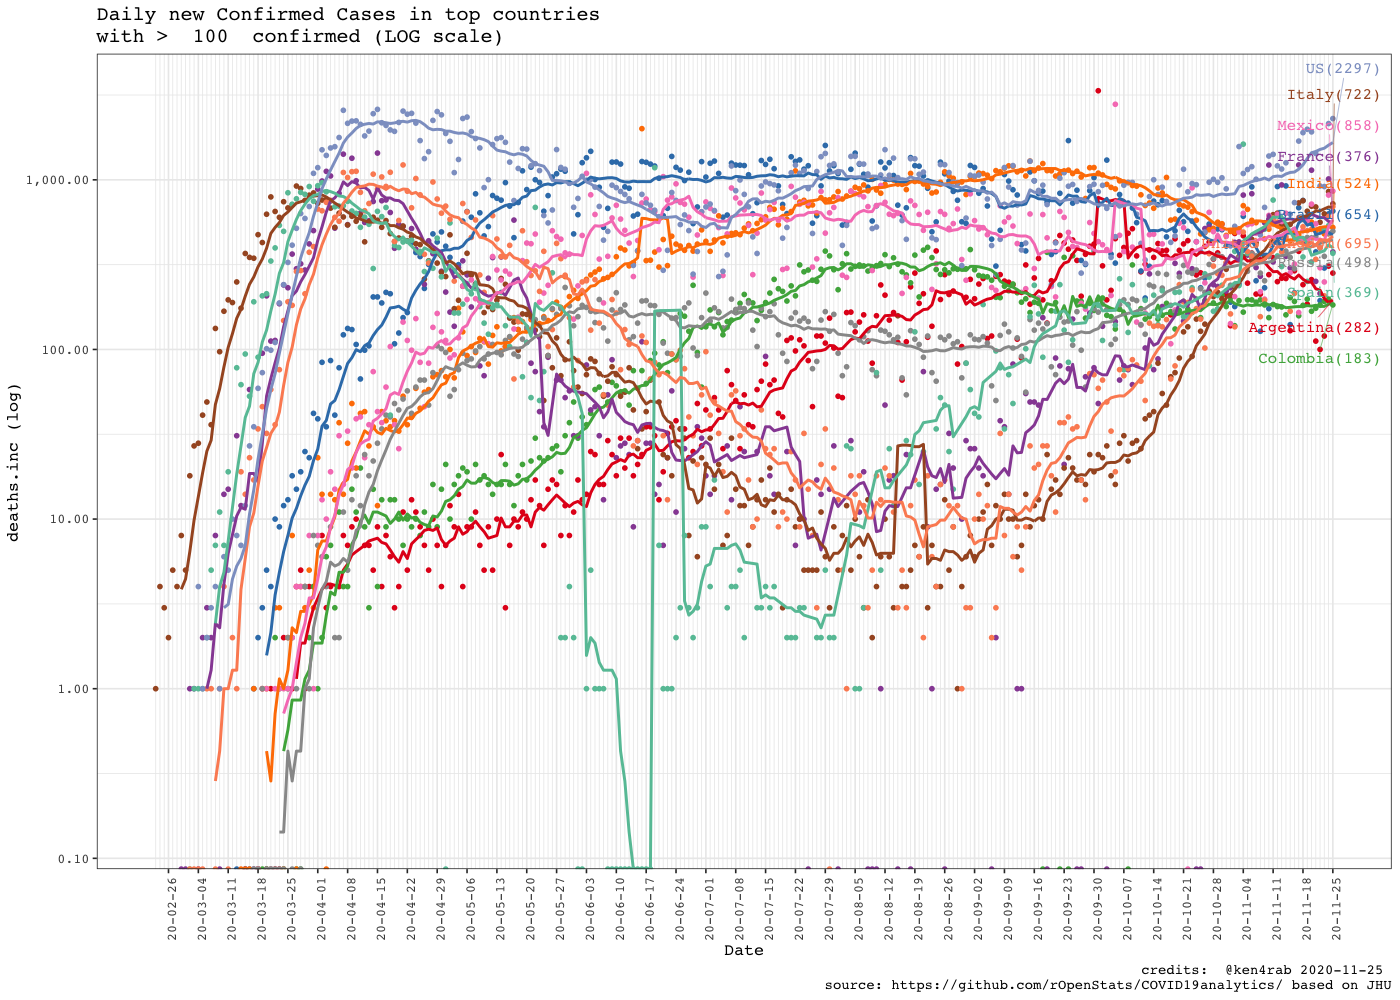 Daily new Confirmed Cases in top countries
with >  100  confirmed (LOG scale)
US(2297)
Italy(722)
Mexico(858)
France(376)
India(524)
Brazil(654)
(695)
Russia(498)
Spain(369)
Argentina(282)
Colombia(183)
deaths.inc (log)
1,000.00
100.00
10.00
1.00
0.10
20-02-26
20-03-04
20-03-11
20-03-18
20-03-25
20-04-01
20-04-08
20-04-15
20-04-22
20-04-29
20-05-06
20-05-13
20-05-20
20-05-27
20-06-03
20-06-10
20-06-17
20-06-24
20-07-01
20-07-08
20-07-15
20-07-22
20-07-29
20-08-05
20-08-12
20-08-19
20-08-26
20-09-02
20-09-09
20-09-16
20-09-23
20-09-30
20-10-07
20-10-14
20-10-21
20-10-28
20-11-04
20-11-11
20-11-18
20-11-25
Date
credits:  @ken4rab 2020-11-25
source: https://github.com/rOpenStats/COVID19analytics/ based on JHU